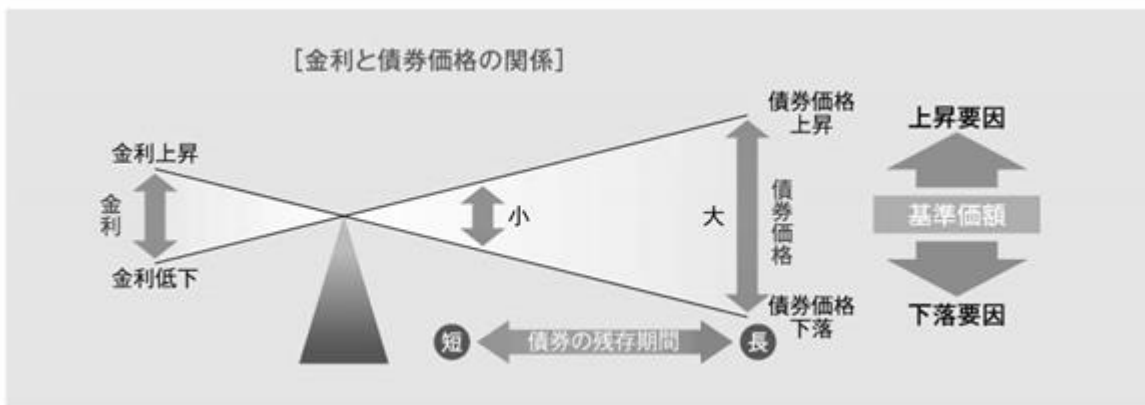 [金利と債券価格の関係]
金利上昇
金利
金利低下
小
大
債券価格
上昇
債券価格
債券価格
下落
短
債券の残存期間
長
上昇要因
基準価額
下落要因